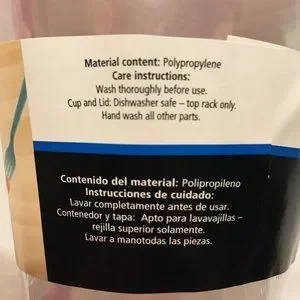 Material content: Polypropylene
Care instructions:
Wash thoroughly before use.
Cup and Lid: Dishwasher safe – top rack only.
Hand wash all other parts.
Contenido del material: Polipropileno
Instrucciones de cuidado:
Lavar completamente antes de usar.
Contenedor y tapa: Apto para lavavajillas –
rejilla superior solamente.
Lavar a manotodas las piezas.